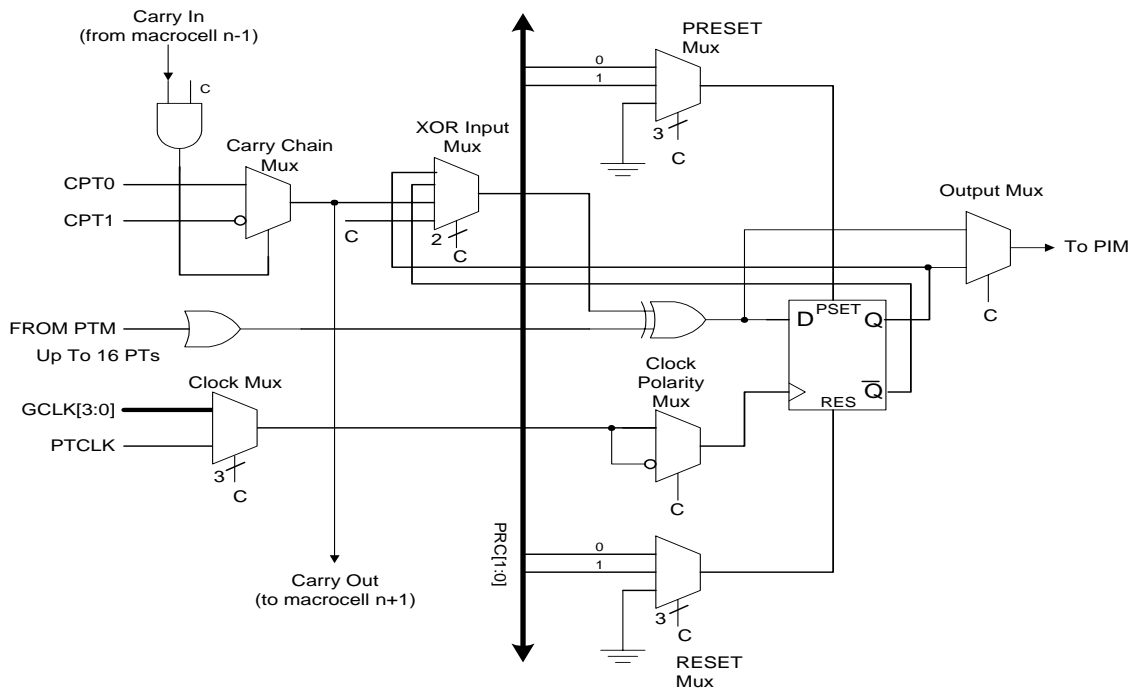 Carry In
(from macrocell n-1)
C
PRESET
Mux
0
1
3
C
XOR Input
Mux
Carry Chain
Mux
CPT0
CPT1
C
2
C
Output Mux
To PIM
C
FROM PTM
Up To 16 PTs
D
PSET
Q
Q
RES
Clock
Polarity
Mux
C
Clock Mux
GCLK[3:0]
PTCLK
3
C
PRC[1:0]
0
1
3
C
RESET
Mux
Carry Out
(to macrocell n+1)